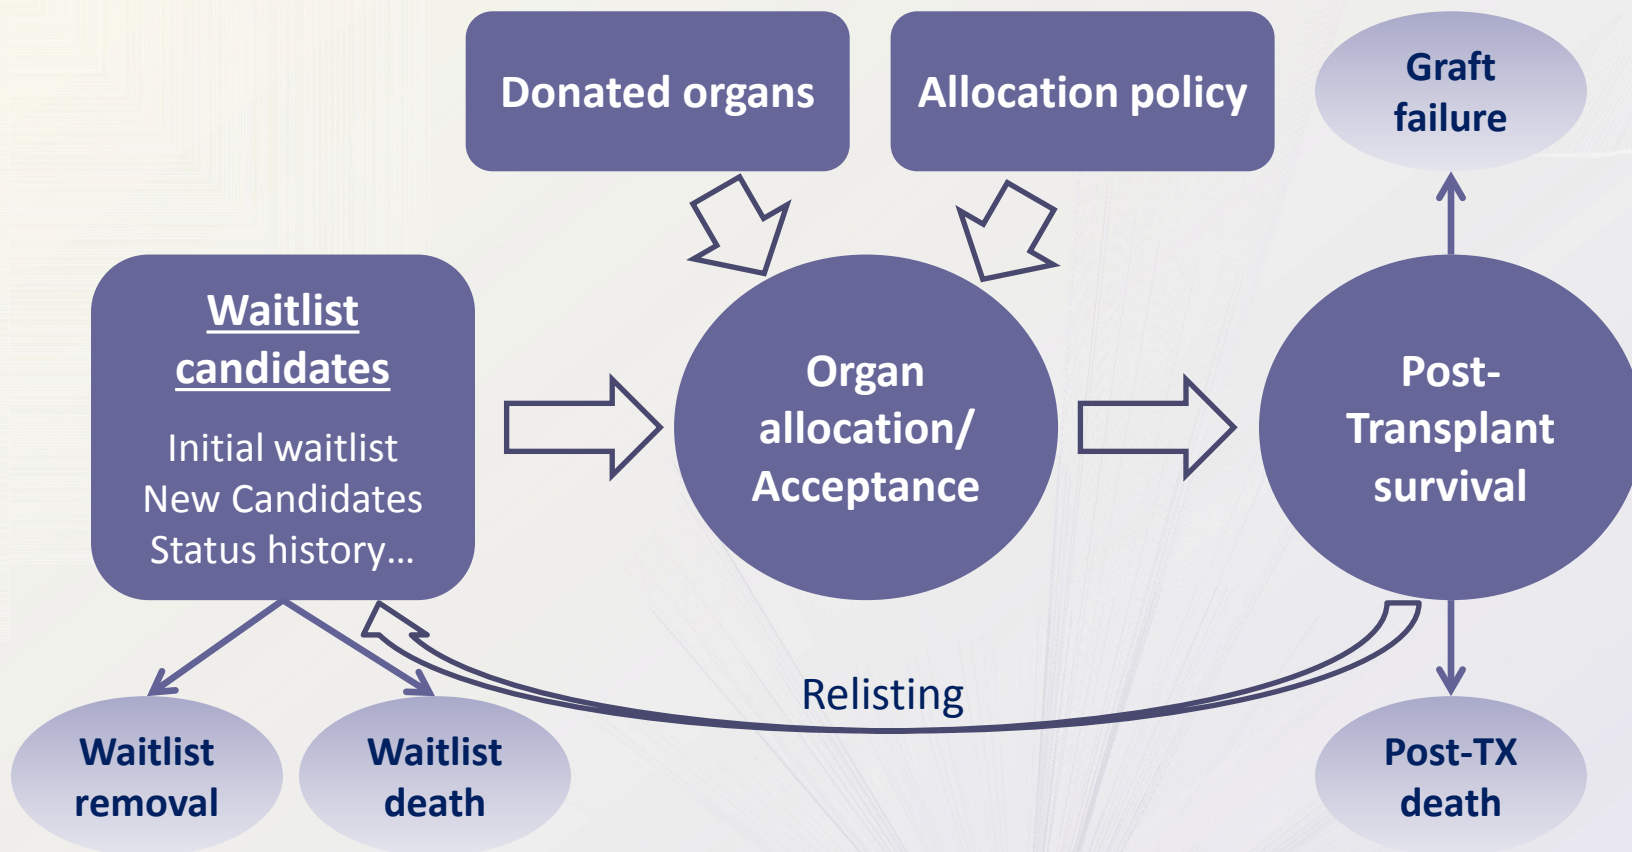 Donated organs
Allocation policy
Graft
failure
Waitlist
candidates
Initial waitlist
New Candidates
Status history...
Organ
allocation/
Acceptance
Post-
Transplant
survival
Relisting
Waitlist
removal
Waitlist
death
Post-TX
death